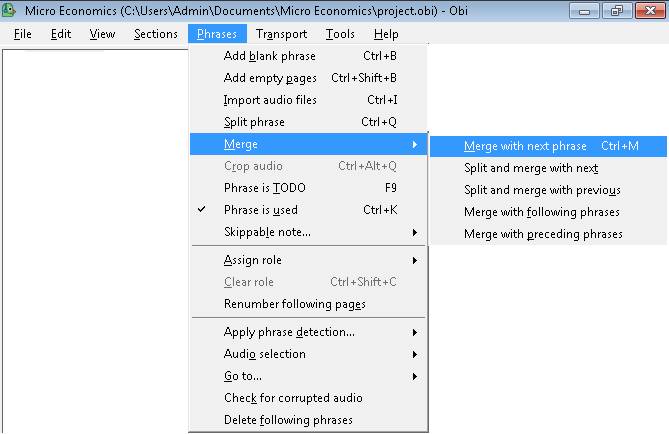 Micro Economics (C:\Users\Admin\Documents\Micro Economics\project.obi) - Obi
File Edit View Sections Phrases Transport Tools Help
Add blank phrase Ctrl+B
Add empty pages Ctrl+Shift+B
Import audio files Ctrl+I
Split phrase Ctrl+Q
Merge
Merge with next phrase Ctrl+M
Crop audio Ctrl+Alt+Q
Split and merge with next
Phrase is TODO F9
Split and merge with previous
Phrase is used Ctrl+K
Merge with following phrases
Skippable note...
Merge with preceding phrases
Assign role
Clear role Ctrl+Shift+C
Renumber following pages
Apply phrase detection...
Audio selection
Go to...
Check for corrupted audio
Delete following phrases